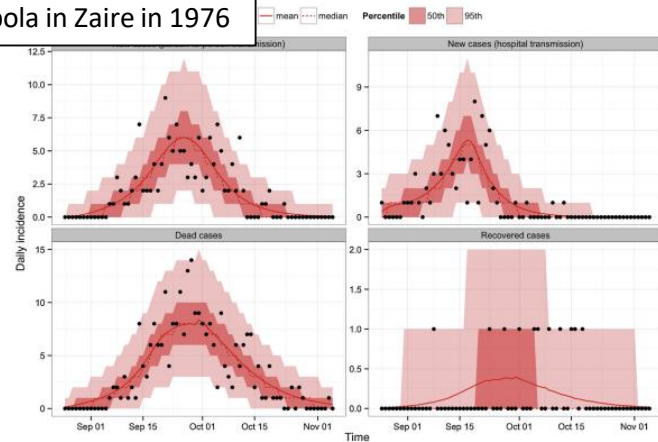 bola in Zaire in 1976
mean median Percentile 50th 95th
mission)
New cases (hospital transmission)
12.5
10.0
7.5
5.0
2.5
0.0
9
6
3
0
Daily incidence
Dead cases
Recovered cases
15
10
5
0
2.0
1.5
1.0
0.5
0.0
Sep 01 Sep 15 Oct 01 Oct 15 Nov 01 Sep 01 Sep 15 Oct 01 Oct 15 Nov 01
Time